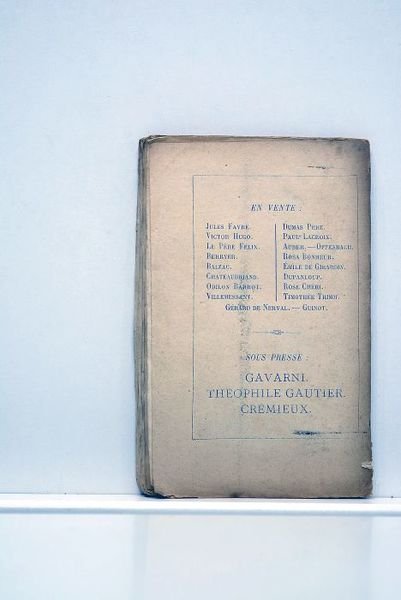 EN VENTE :
JULES FAVRE.
VICTOR HUGO.
LE PÈRE FÉLIX.
BERRYER.
BALZAC.
CHATEAUBRIAND.
ODILON BARROT.
VILLEMESSANT.
DUMAS PÈRE.
PAUL LACROIX.
AUBER. — OFFENBACH.
ROSA BONHEUR.
ÉMILE DE GIRARDIN.
DUPANLOUP.
ROSE CHÉRI.
TIMOTHÉE TRIMM.
GÉRARD DE NERVAL. — GUIZOT.
SOUS PRESSE :
GAVARNI.
THÉOPHILE GAUTIER.
CRÉMIEUX.